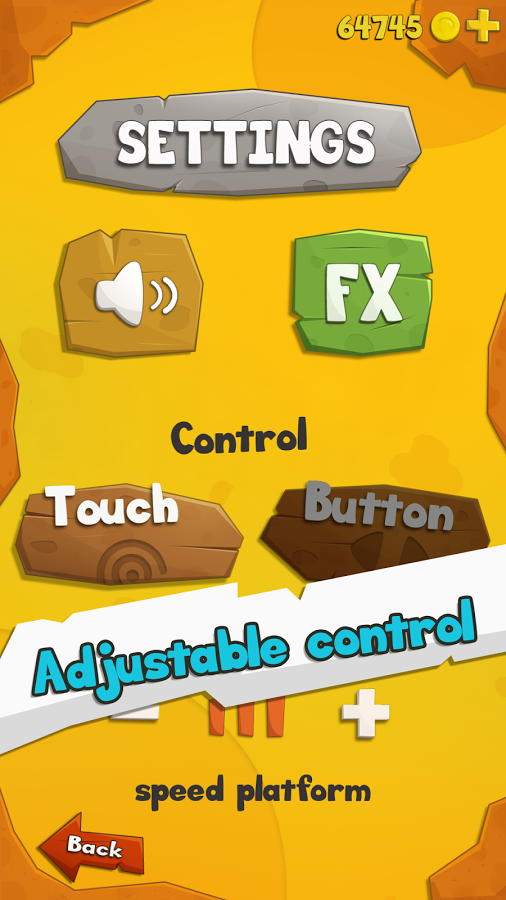 64745
SETTINGS
FX
Control
Touch Button
Adjustable control
speed platform
Back